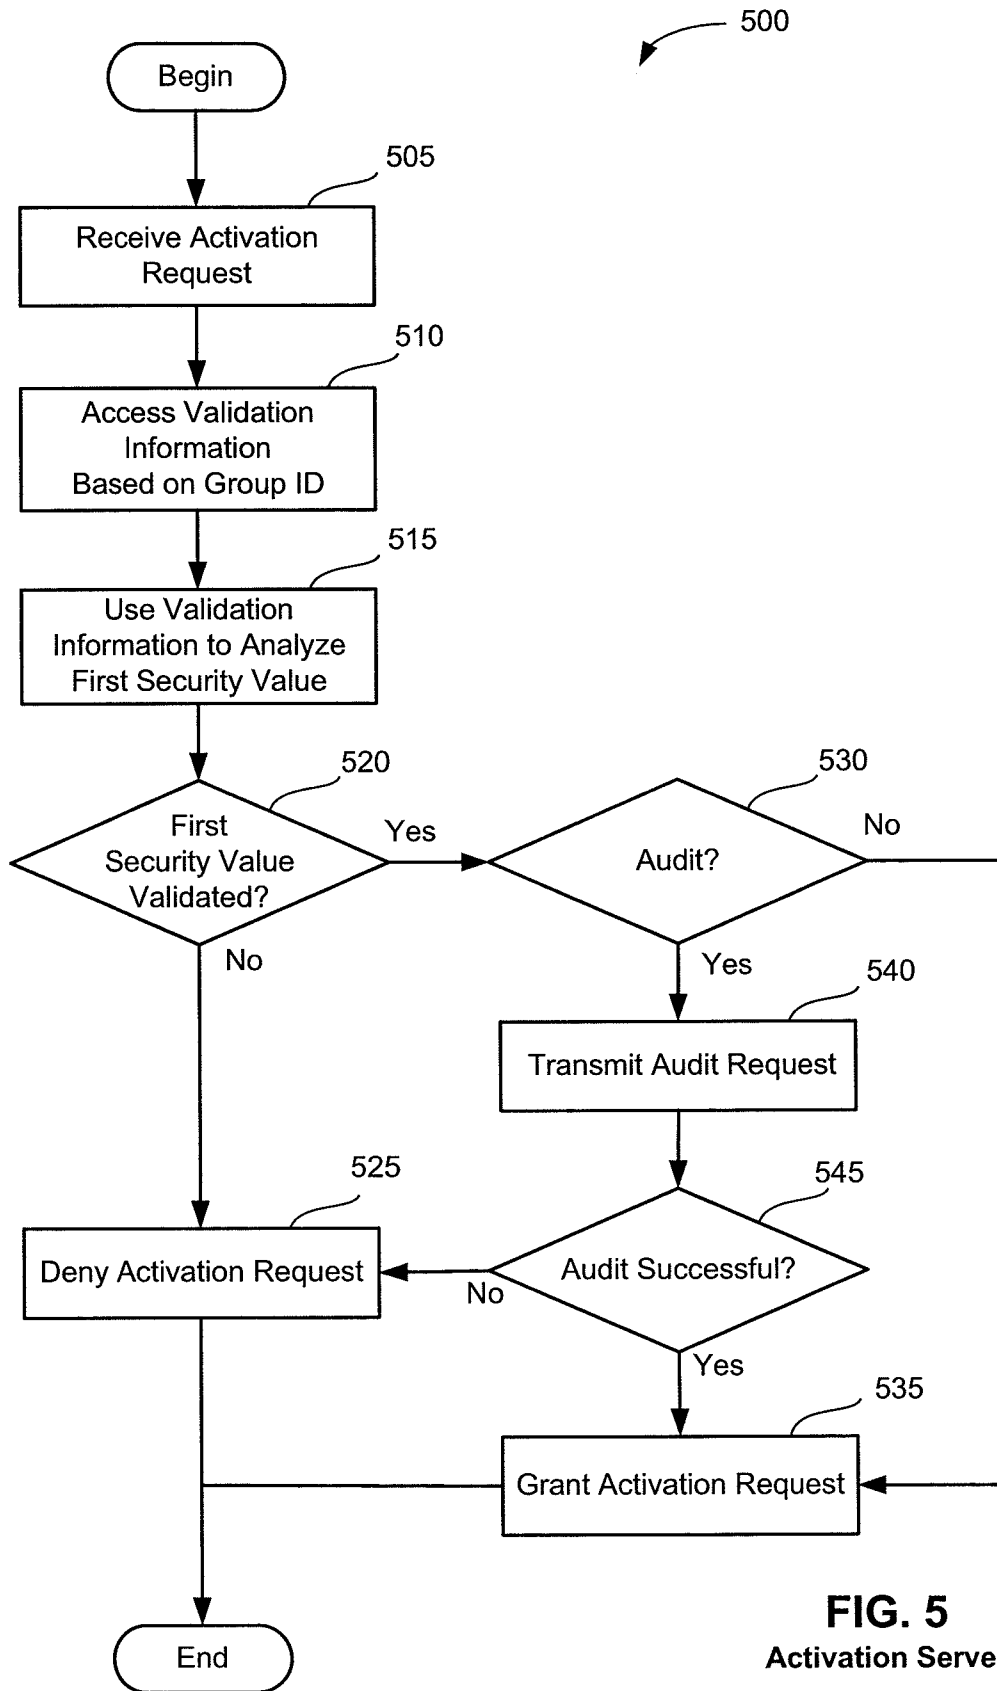 500
Begin
505
Receive Activation
Request
510
Access Validation
Information
Based on Group ID
515
Use Validation
Information to Analyze
First Security Value
520
First
Security Value
Validated?
Yes
No
530
Audit?
No
Yes
540
Transmit Audit Request
525
Deny Activation Request
545
Audit Successful?
No
Yes
535
Grant Activation Request
End
FIG. 5
Activation Serve